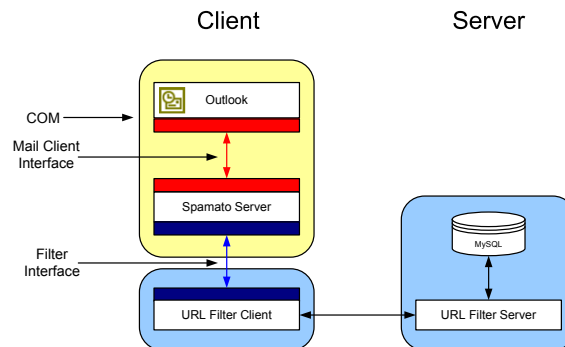 Client
Server
Outlook
COM
Mail Client
Interface
Spamato Server
MySQL
Filter
Interface
URL Filter Client
URL Filter Server